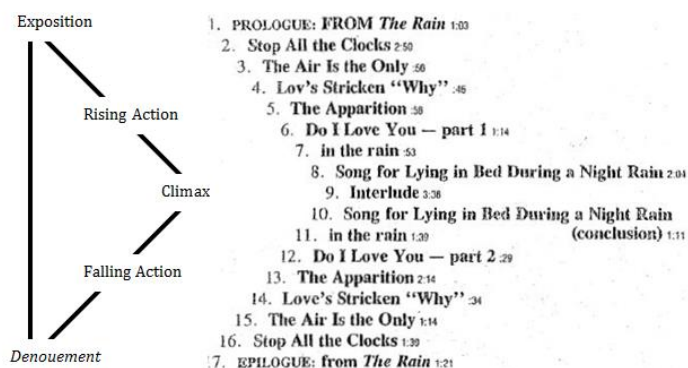 Exposition
Rising Action
Climax
Falling Action
Denouement
1. PROLOGUE: FROM The Rain 1:03
2. Stop All the Clocks 2:50
3. The Air Is the Only :50
4. Lov's Stricken “Why” :46
5. The Apparition :58
6. Do I Love You — part 1 1:14
7. in the rain :53
8. Song for Lying in Bed During a Night Rain 2:04
9. Interlude 3:36
10. Song for Lying in Bed During a Night Rain
(conclusion) 1:11
11. in the rain 1:39
12. Do I Love You — part 2 :29
13. The Apparition 2:14
14. Love's Stricken “Why” :34
15. The Air Is the Only 1:14
16. Stop All the Clocks 1:39
7. EPILOGUE: from The Rain 1:21